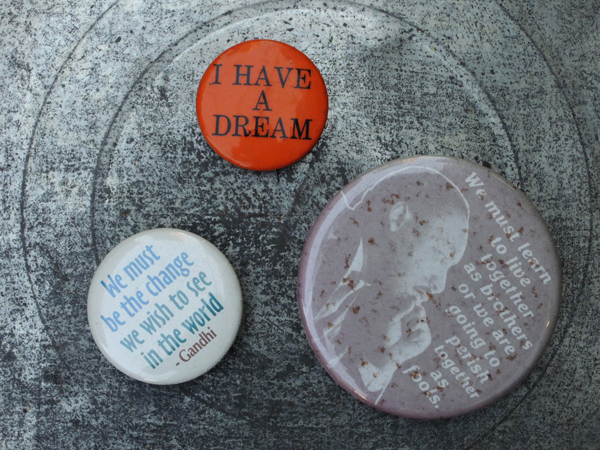 I HAVE
A
DREAM
We must
be the change
we wish to see
in the world
-Gandhi
We must learn
to live
together
as brothers
or we are
going to
perish
together
as
fools.